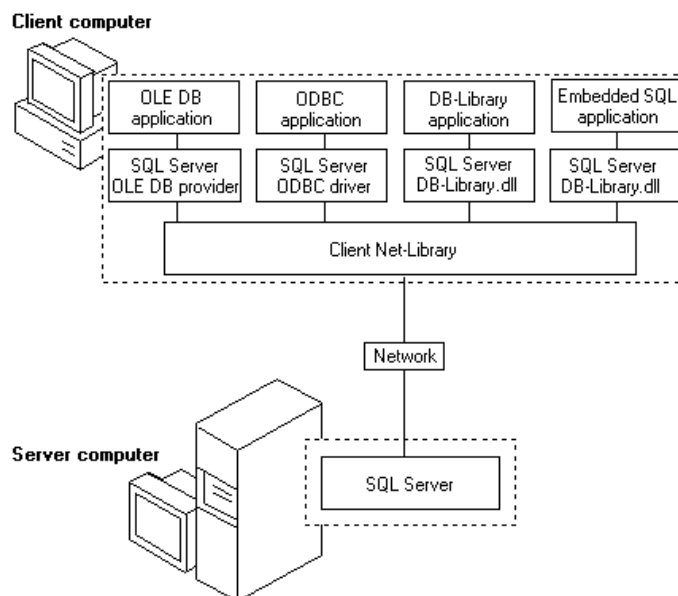 Client computer
OLE DB
application
ODBC
application
DB-Library
application
Embedded SQL
application
SQL Server
OLE DB provider
SQL Server
ODBC driver
SQL Server
DB-Library.dll
SQL Server
DB-Library.dll
Client Net-Library
Network
Server computer
SQL Server